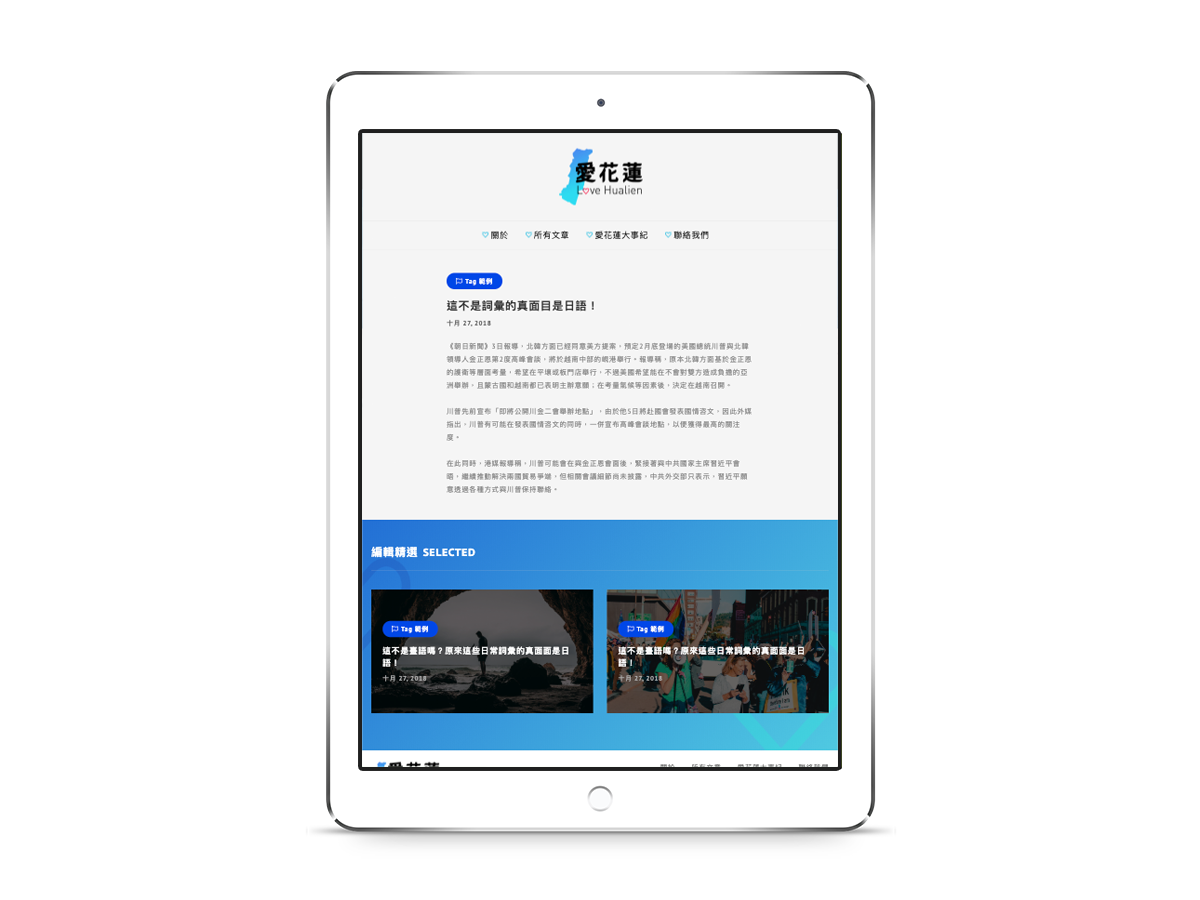 愛花蓮
Love Hualien
關於 所有文章 愛花蓮大事紀 聯絡我們
Tag 範例
這不是詞彙的真面目是日語！
十月 27, 2018
《朝日新聞》3日報導，北韓方面已經同意美方提案，預定2月底登場的美國總統川普與北韓
領導人金正恩第2度高峰會談，將於越南中部的峴港舉行。報導稱，原本北韓方面基於金正恩
的護衛等層面考量，希望在平壤或板門店舉行，不過美國希望能在不會對雙方造成負擔的亞
洲舉辦，且蒙古國和越南都已表明主辦意願；在考量氣候等因素後，決定在越南召開。
川普先前宣布「即將公開川金二會舉辦地點」，由於他5日將赴國會發表國情咨文，因此外媒
指出，川普有可能在發表國情咨文的同時，一併宣布高峰會談地點，以便獲得最高的關注
度。
在此同時，港媒報導稱，川普可能會在與金正恩會面後，緊接著與中共國家主席習近平會
晤，繼續推動解決兩國貿易爭端，但相關會議細節尚未披露，中共外交部只表示，習近平願
意透過各種方式與川普保持聯絡。
編輯精選 SELECTED
Tag 範例
這不是臺語嗎？原來這些日常詞彙的真面面是日
語！
十月 27, 2018
Tag 範例
這不是臺語嗎？原來這些日常詞彙的真面面是日
語！
十月 27, 2018
愛花蓮
關於 所有文章 愛花蓮大事紀 聯絡我們